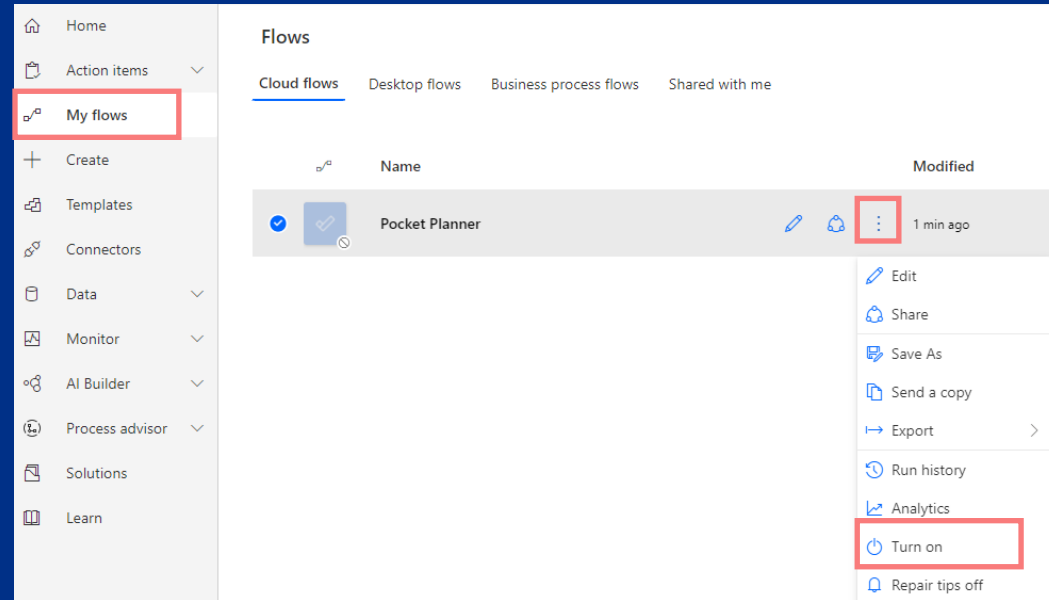 Home
Action items
My flows
Create
Templates
Connectors
Data
Monitor
AI Builder
Process advisor
Solutions
Learn
Flows
Cloud flows Desktop flows Business process flows Shared with me
Name Modified
Pocket Planner 1 min ago
Edit
Share
Save As
Send a copy
Export
Run history
Analytics
Turn on
Repair tips off